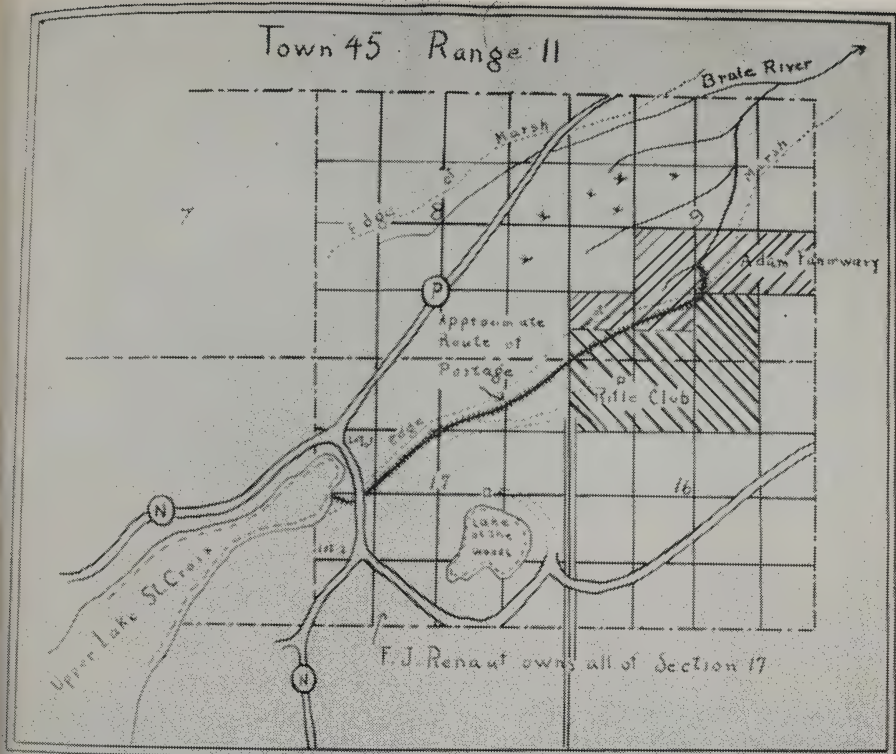 Town 45 Range 11
Brule River
Marsh
Marsh
Edge of
8
9
7
Adam
P
Approximate
Route of
Portage
Rifle Club
edge
17
16
N
Lake
of the
Woods
Upper Lake St. Croix
F. J. Renaut owns all of Section 17
N